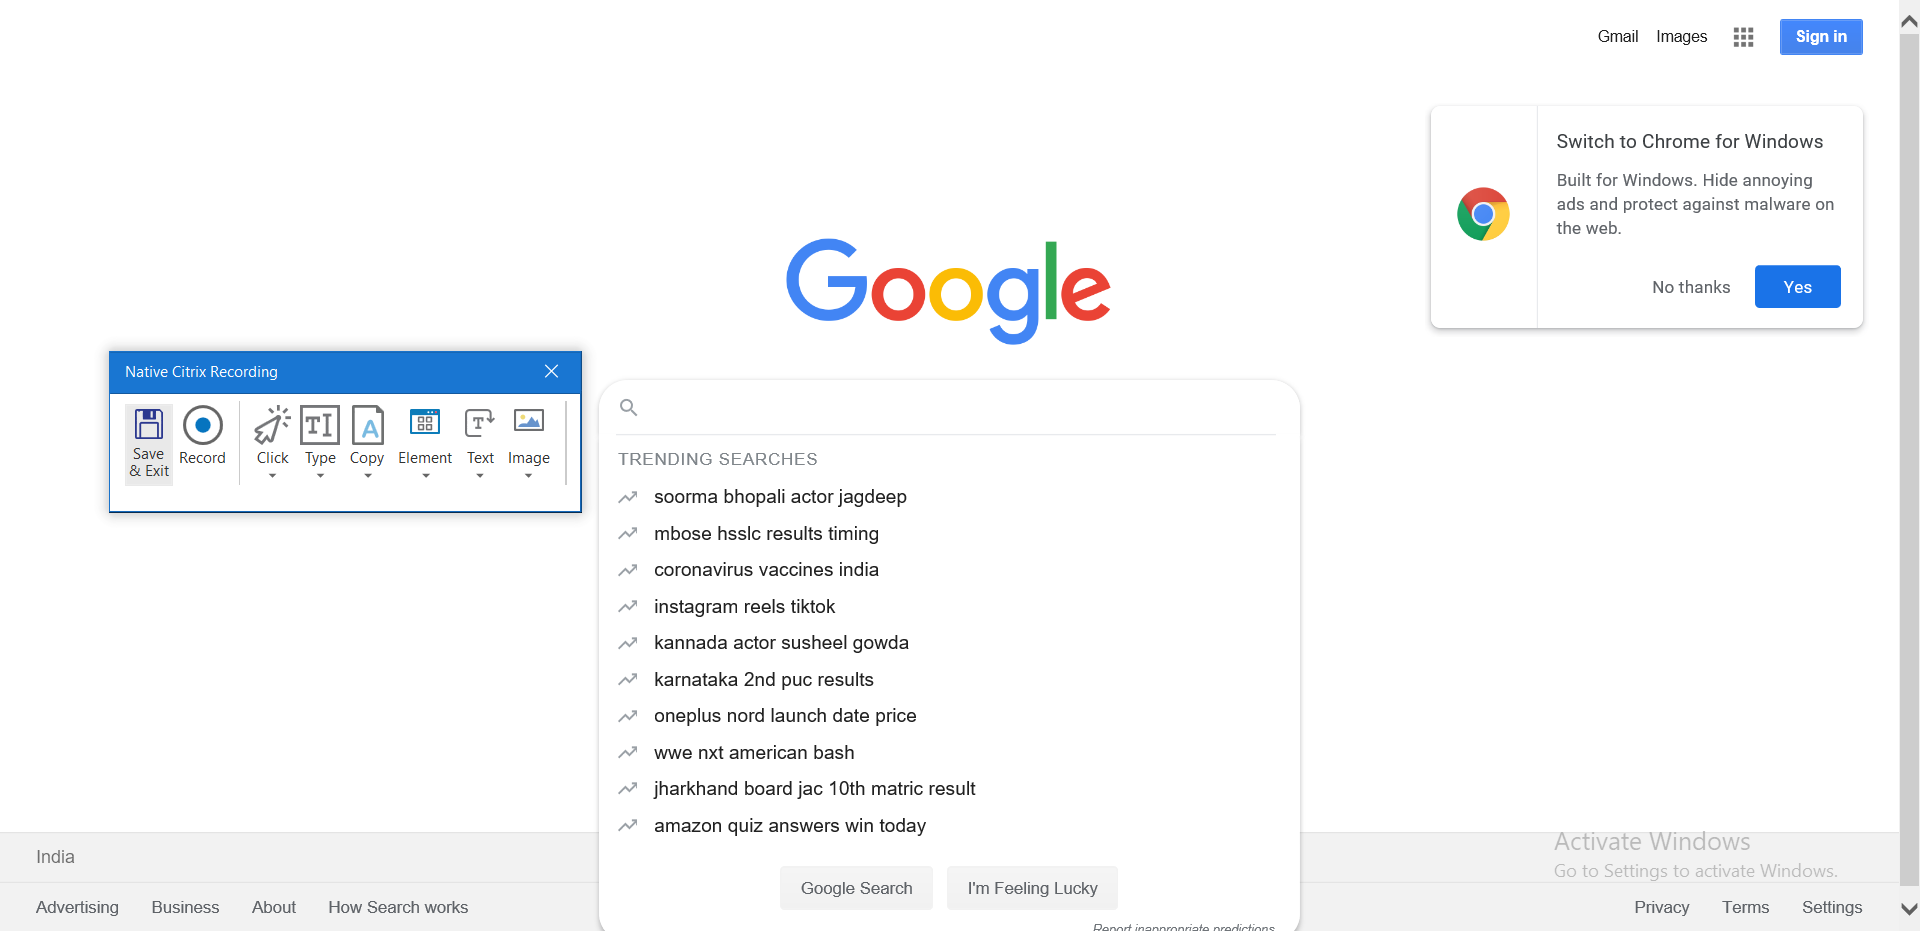 Gmail Images Sign in
Switch to Chrome for Windows
Built for Windows. Hide annoying
ads and protect against malware on
the web.
No thanks Yes
Google
Native Citrix Recording
Save
& Exit
Record
Click
Type
Copy
Element
Text
Image
TRENDING SEARCHES
soorma bhopali actor jagdeep
mbose hsslc results timing
coronavirus vaccines india
instagram reels tiktok
kannada actor susheel gowda
karnataka 2nd puc results
oneplus nord launch date price
wwe nxt american bash
jharkhand board jac 10th matric result
amazon quiz answers win today
Google Search I'm Feeling Lucky
Report inappropriate predictions
Activate Windows
Go to Settings to activate Windows.
India
Advertising Business About How Search works
Privacy Terms Settings